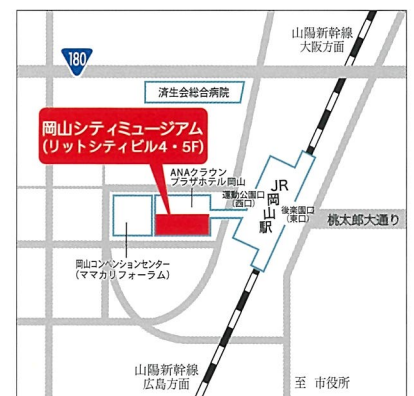 山陽新幹線
大阪方面
180
済生会総合病院
岡山シティミュージアム
(リットシティビル4・5F)
ANAクラウン
プラザホテル岡山
運動公園口
(西口)
JR
岡山駅
後楽園口
(東口)
桃太郎大通り
岡山コンベンションセンター
(ママカリフォーラム)
山陽新幹線
広島方面
至 市役所